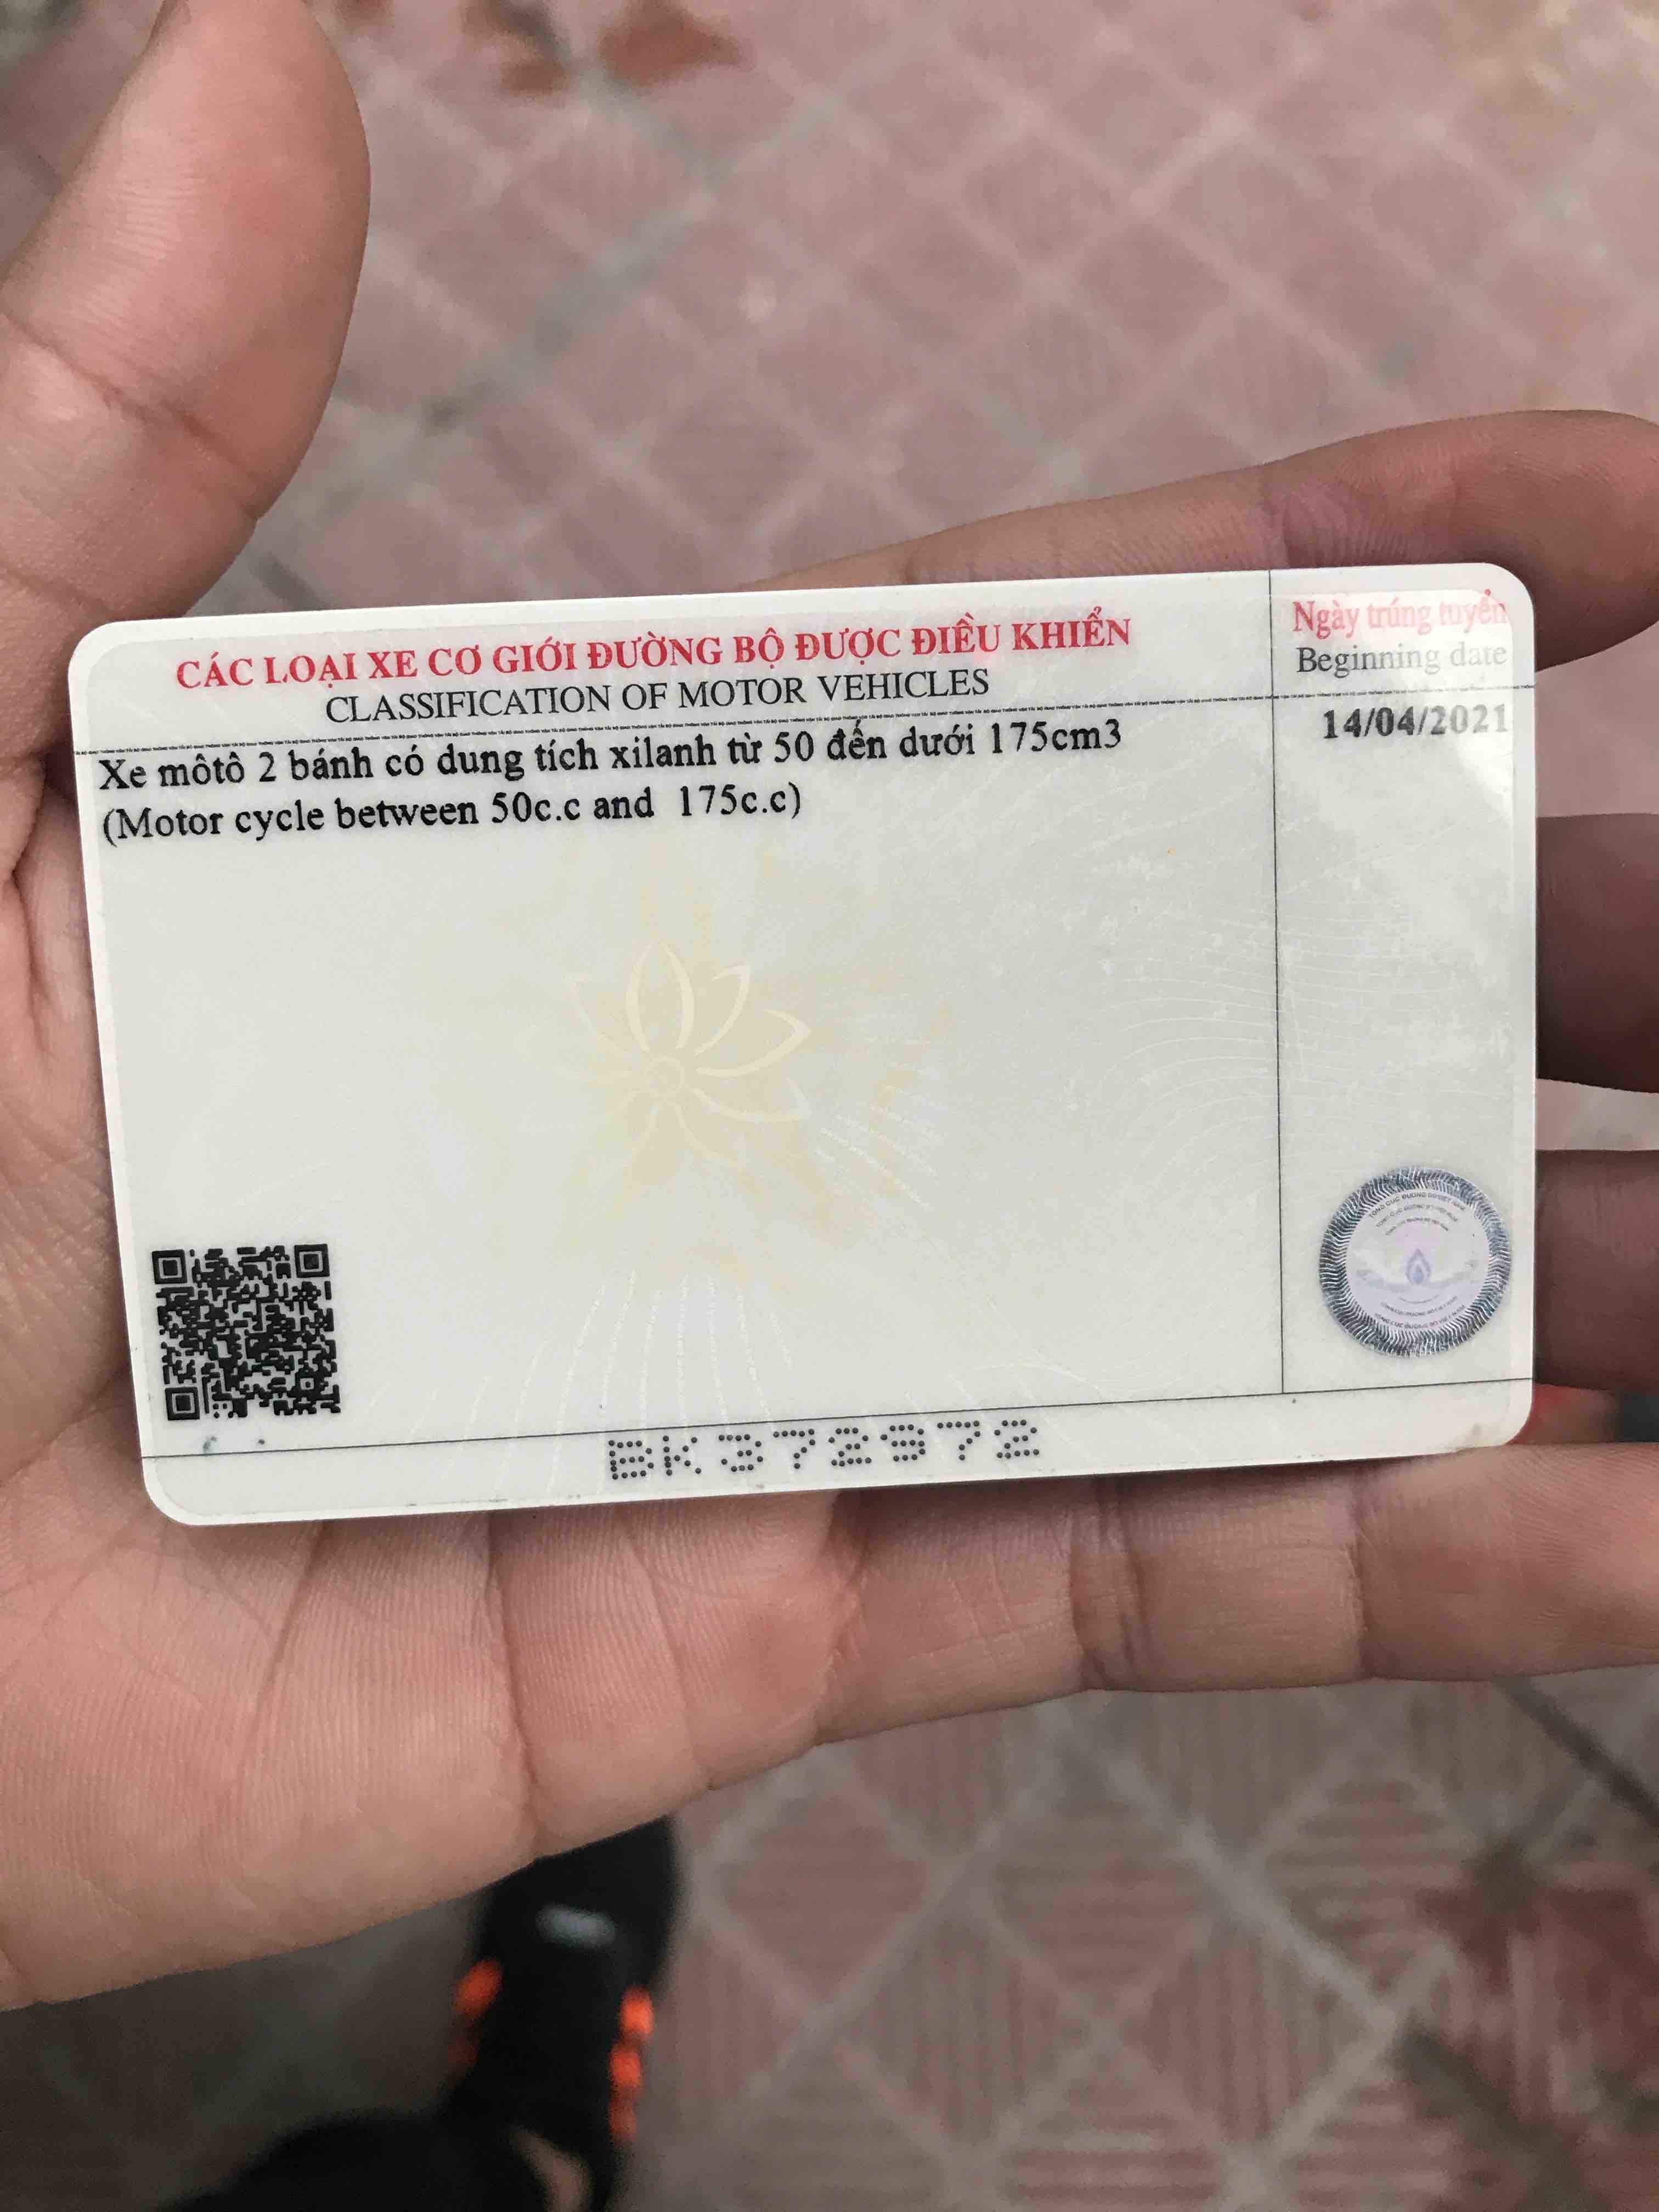 CÁC LOẠI XE CƠ GIỚI ĐƯỜNG BỘ ĐƯỢC ĐIỀU KHIỂN
CLASSIFICATION OF MOTOR VEHICLES
Ngày trúng tuyển
Beginning date
Xe môtô 2 bánh có dung tích xilanh từ 50 đến dưới 175cm3
(Motor cycle between 50c.c and 175c.c)
14/04/2021
BK372972